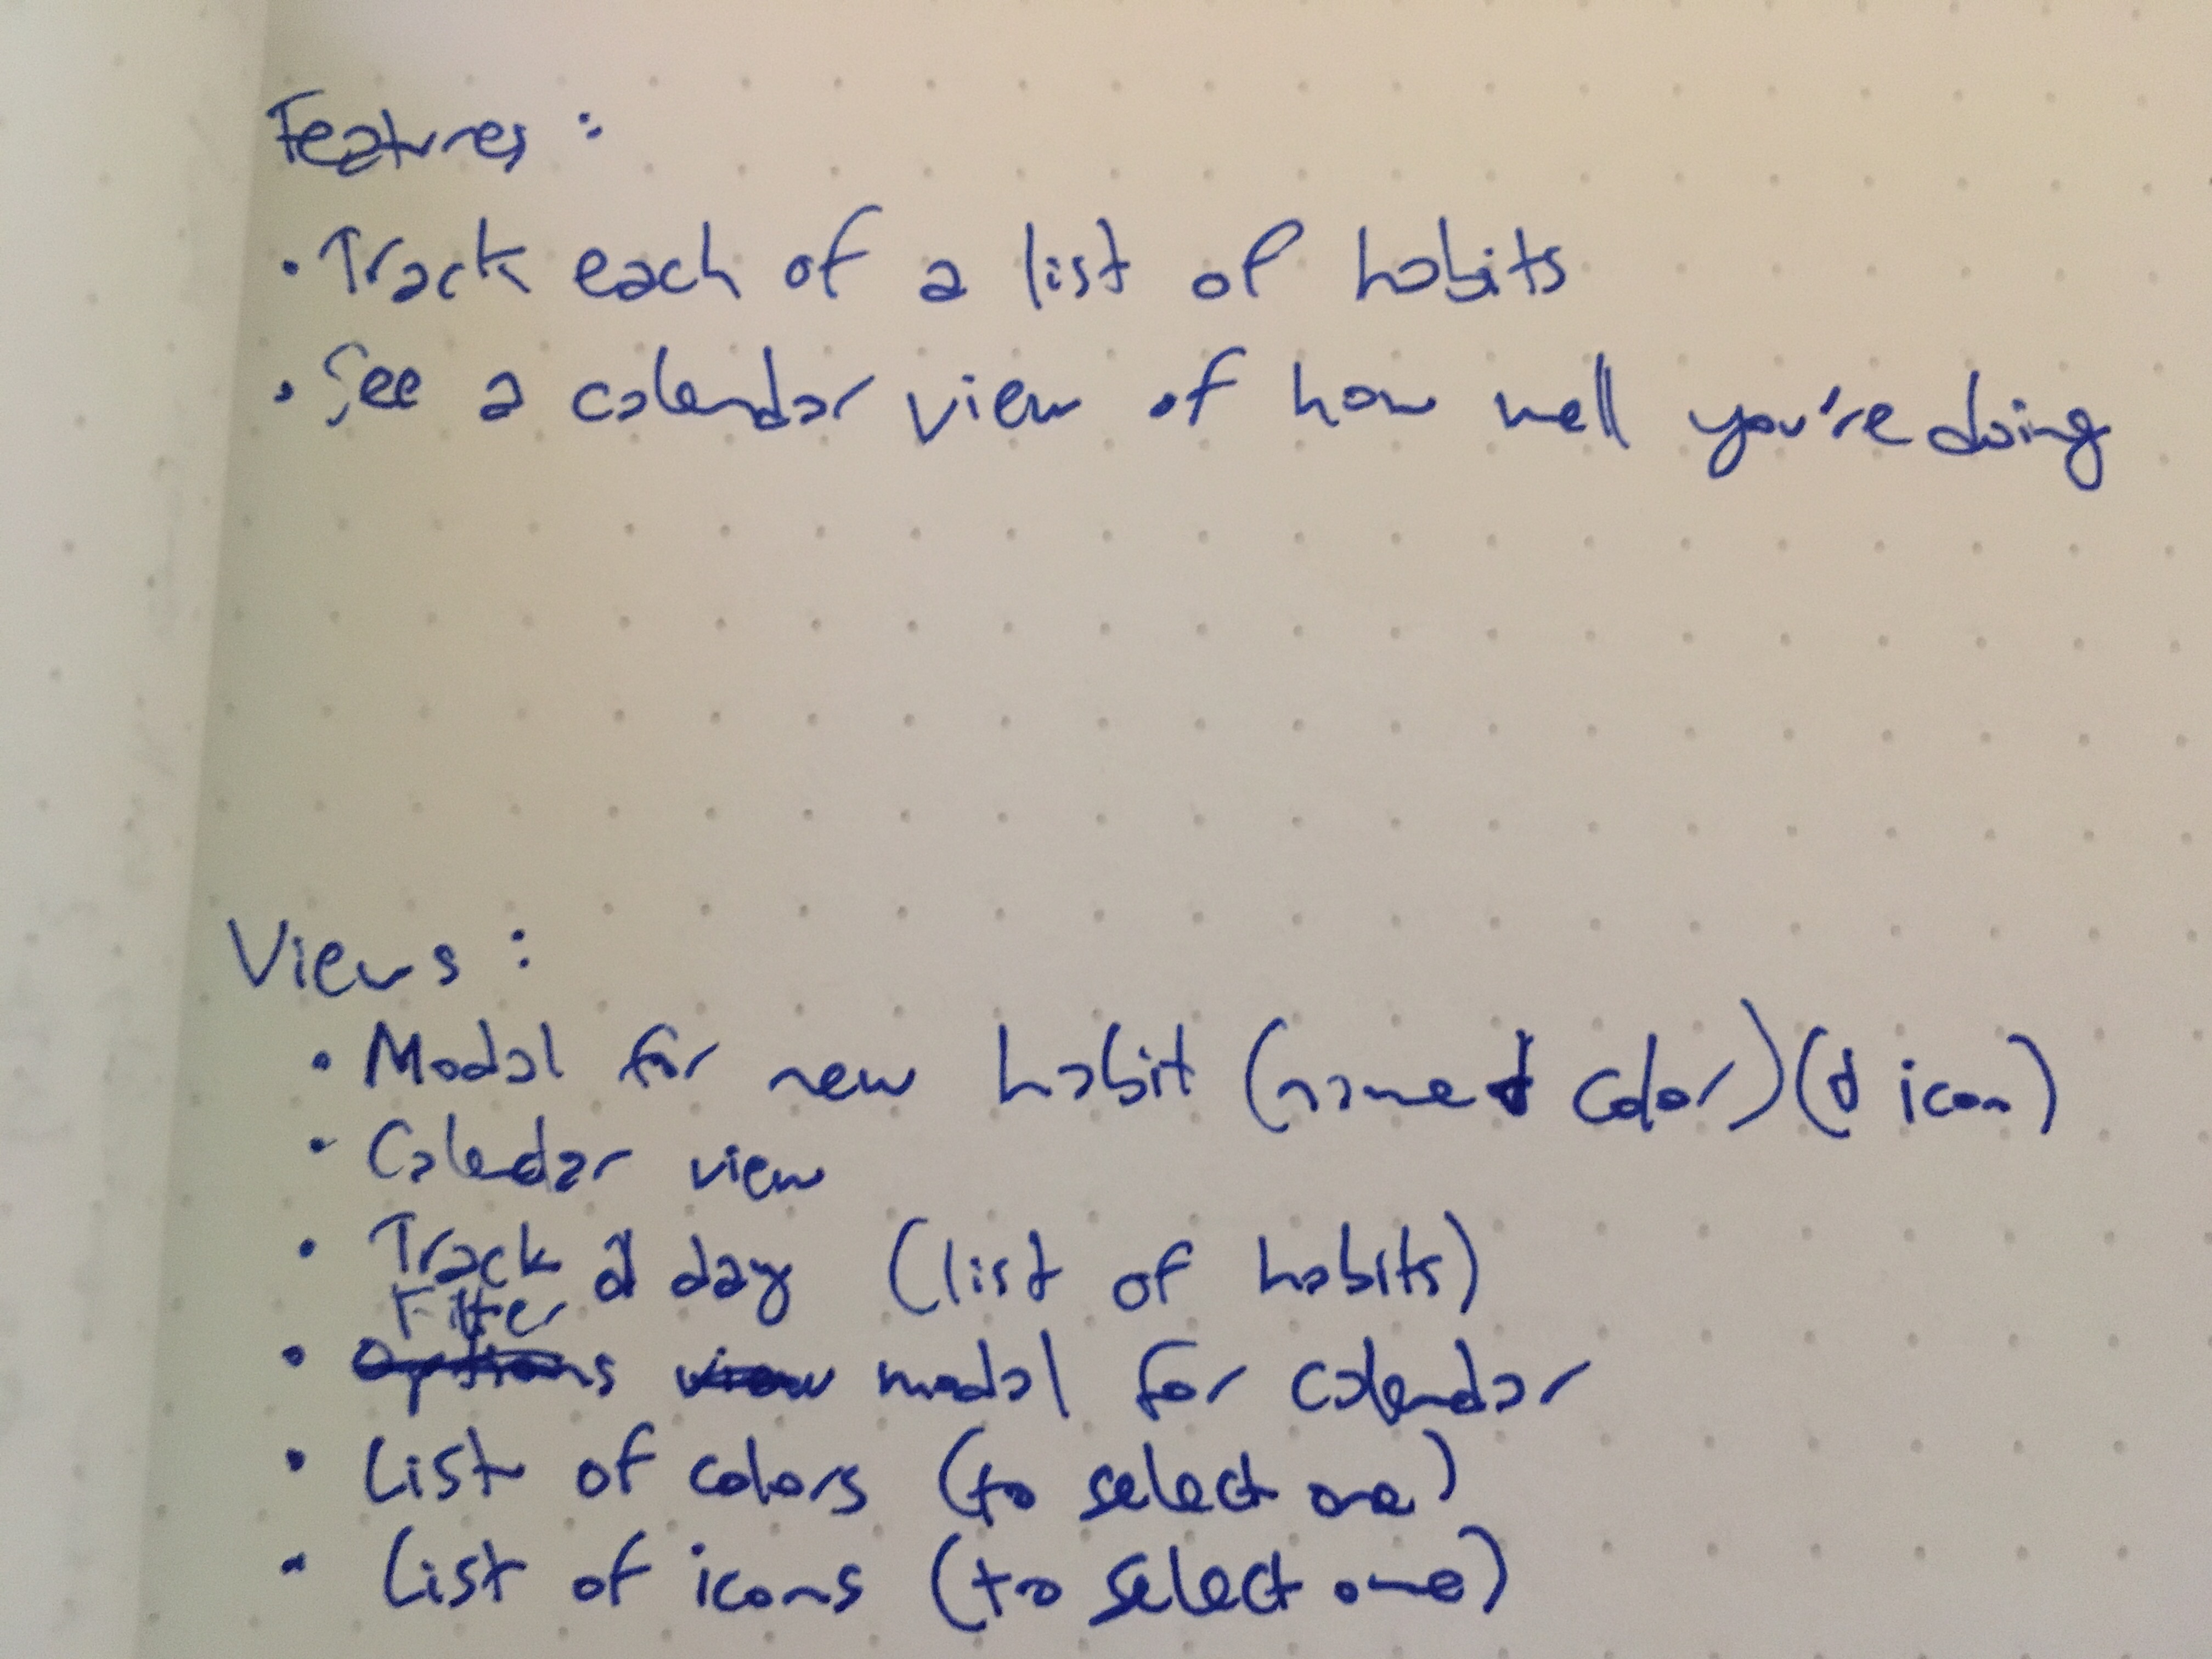 Features :
• Track each of a list of habits
• See a calendar view of how well you're doing
Views :
• Modal for new habit (name & color) (& icon)
• Calendar view
• Track a day (list of habits)
Filter
• Options view modal for calendar
• List of colors (to select one)
• List of icons (to select one)